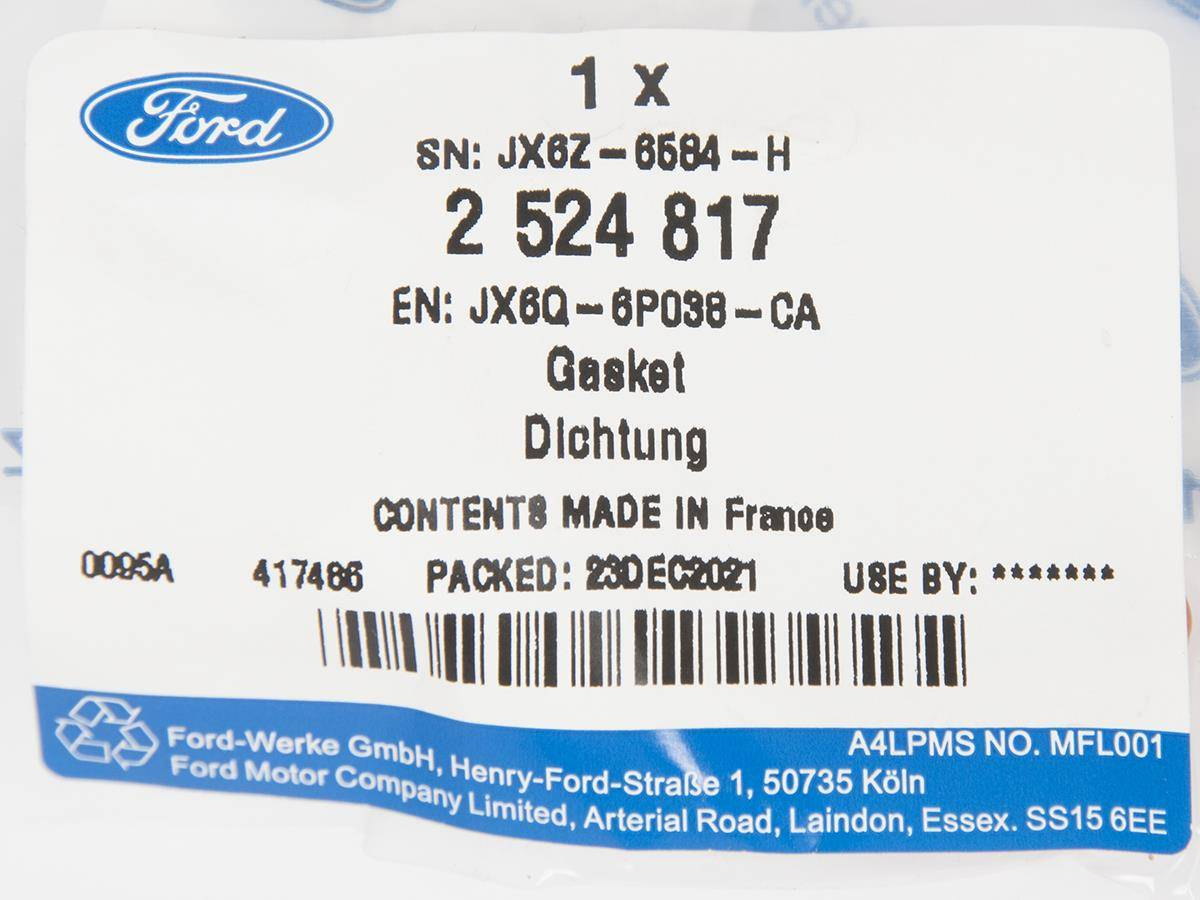 Ford
1 x
SN: JX6Z-6584-H
2 524 817
EN: JX6Q-6P036-CA
Gasket
Dichtung
CONTENTS MADE IN France
0095A 417486 PACKED: 23DEC2021 USE BY: *******
A4LPMS NO. MFL001
Ford-Werke GmbH, Henry-Ford-Straße 1, 50735 Köln
Ford Motor Company Limited, Arterial Road, Laindon, Essex. SS15 6EE